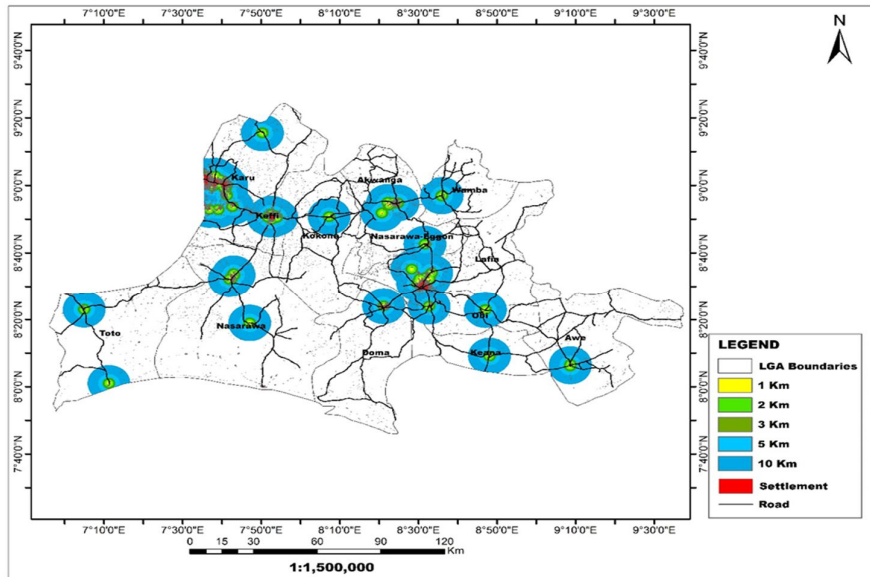 7°10'0"E 7°30'0"E 7°50'0"E 8°10'0"E 8°30'0"E 8°50'0"E 9°10'0"E 9°30'0"E
N
9°40'0"N 9°40'0"N
9°20'0"N 9°20'0"N
9°0'0"N 9°0'0"N
8°40'0"N 8°40'0"N
8°20'0"N 8°20'0"N
8°0'0"N 8°0'0"N
7°40'0"N 7°40'0"N
Karu
Akwanga
Wamba
Keffi
Kokona
Nasarawa-Eggon
Lafia
Nasarawa
Obi
Toto
Awe
Doma
Keana
LEGEND
LGA Boundaries
1 Km
2 Km
3 Km
5 Km
10 Km
Settlement
Road
7°10'0"E 7°30'0"E 7°50'0"E 8°10'0"E 8°30'0"E 8°50'0"E 9°10'0"E 9°30'0"E
0 15 30 60 90 120
Km
1:1,500,000